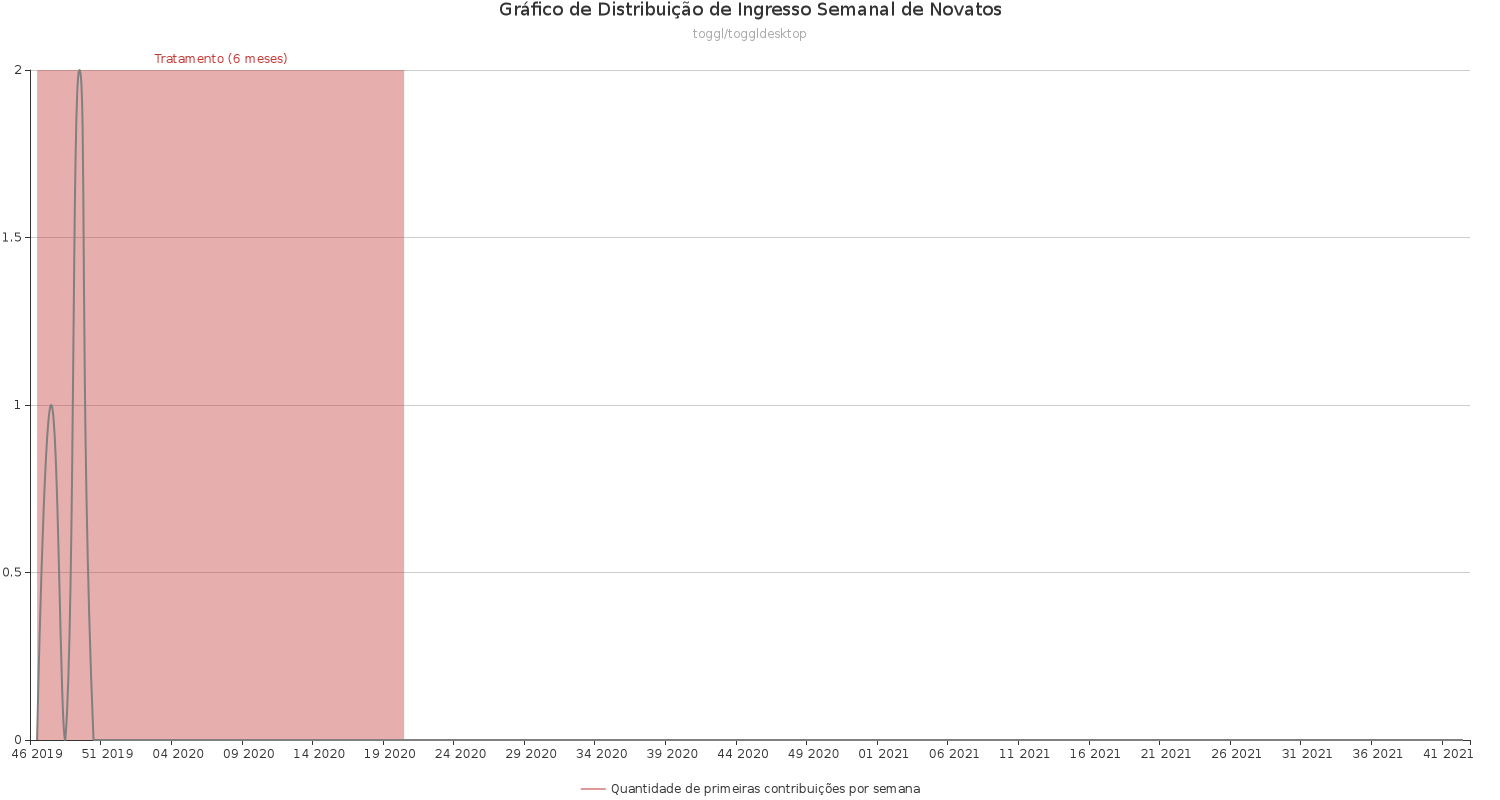 Gráfico de Distribuição de Ingresso Semanal de Novatos
toggl/toggldesktop
Tratamento (6 meses)
2
1.5
1
0.5
0
46 2019 51 2019 04 2020 09 2020 14 2020 19 2020 24 2020 29 2020 34 2020 39 2020 44 2020 49 2020 01 2021 06 2021 11 2021 16 2021 21 2021 26 2021 31 2021 36 2021 41 2021
Quantidade de primeiras contribuições por semana